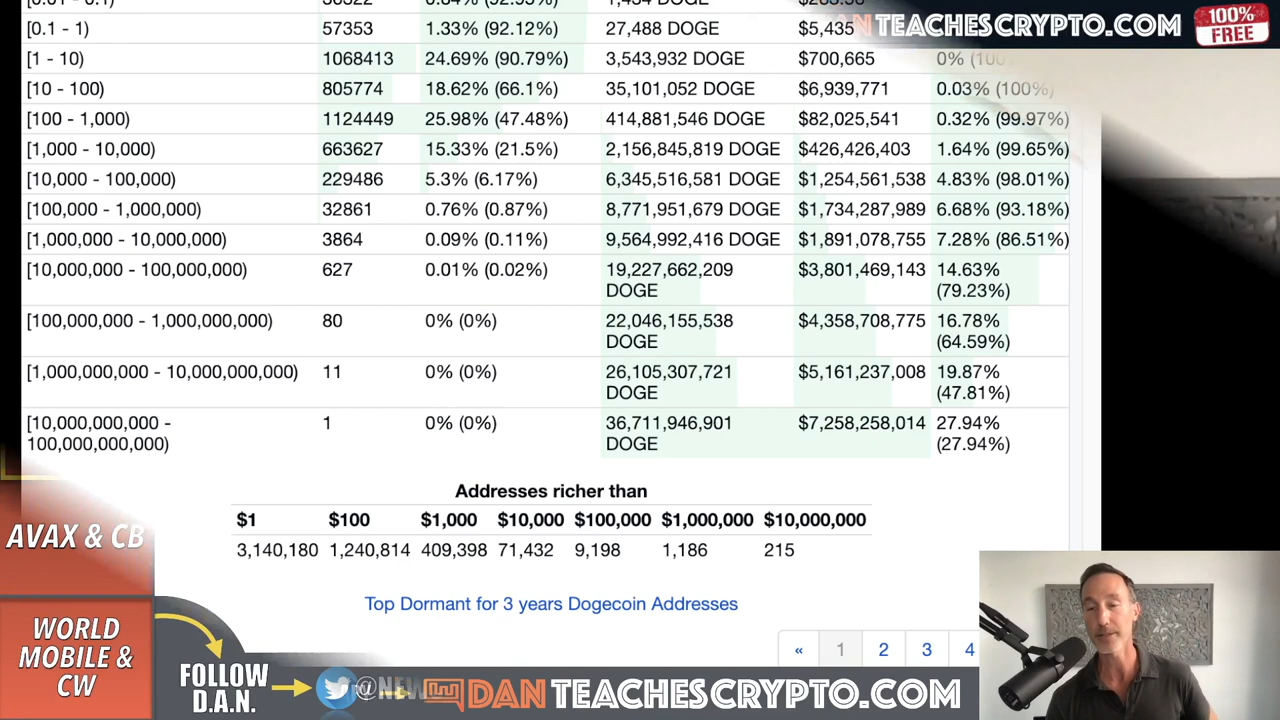 DAN TEACHESCRYPTO.COM
100%
FREE
[0.1 - 1) 57353 1.33% (92.12%) 27,488 DOGE $5,435
[1 - 10) 1068413 24.69% (90.79%) 3,543,932 DOGE $700,665 0% (100
[10 - 100) 805774 18.62% (66.1%) 35,101,052 DOGE $6,939,771 0.03% (100%)
[100 - 1,000) 1124449 25.98% (47.48%) 414,881,546 DOGE $82,025,541 0.32% (99.97%)
[1,000 - 10,000) 663627 15.33% (21.5%) 2,156,845,819 DOGE $426,426,403 1.64% (99.65%)
[10,000 - 100,000) 229486 5.3% (6.17%) 6,345,516,581 DOGE $1,254,561,538 4.83% (98.01%)
[100,000 - 1,000,000) 32861 0.76% (0.87%) 8,771,951,679 DOGE $1,734,287,989 6.68% (93.18%)
[1,000,000 - 10,000,000) 3864 0.09% (0.11%) 9,564,992,416 DOGE $1,891,078,755 7.28% (86.51%)
[10,000,000 - 100,000,000) 627 0.01% (0.02%) 19,227,662,209 $3,801,469,143 14.63%
DOGE (79.23%)
[100,000,000 - 1,000,000,000) 80 0% (0%) 22,046,155,538 $4,358,708,775 16.78%
DOGE (64.59%)
[1,000,000,000 - 10,000,000,000) 11 0% (0%) 26,105,307,721 $5,161,237,008 19.87%
DOGE (47.81%)
[10,000,000,000 - 1 0% (0%) 36,711,946,901 $7,258,258,014 27.94%
100,000,000,000) DOGE (27.94%)
Addresses richer than
$1 $100 $1,000 $10,000 $100,000 $1,000,000 $10,000,000
3,140,180 1,240,814 409,398 71,432 9,198 1,186 215
Top Dormant for 3 years Dogecoin Addresses
« 1 2 3 4
AVAX & CB
WORLD
MOBILE &
CW
FOLLOW
D.A.N.
@NEW
DANTEACHESCRYPTO.COM